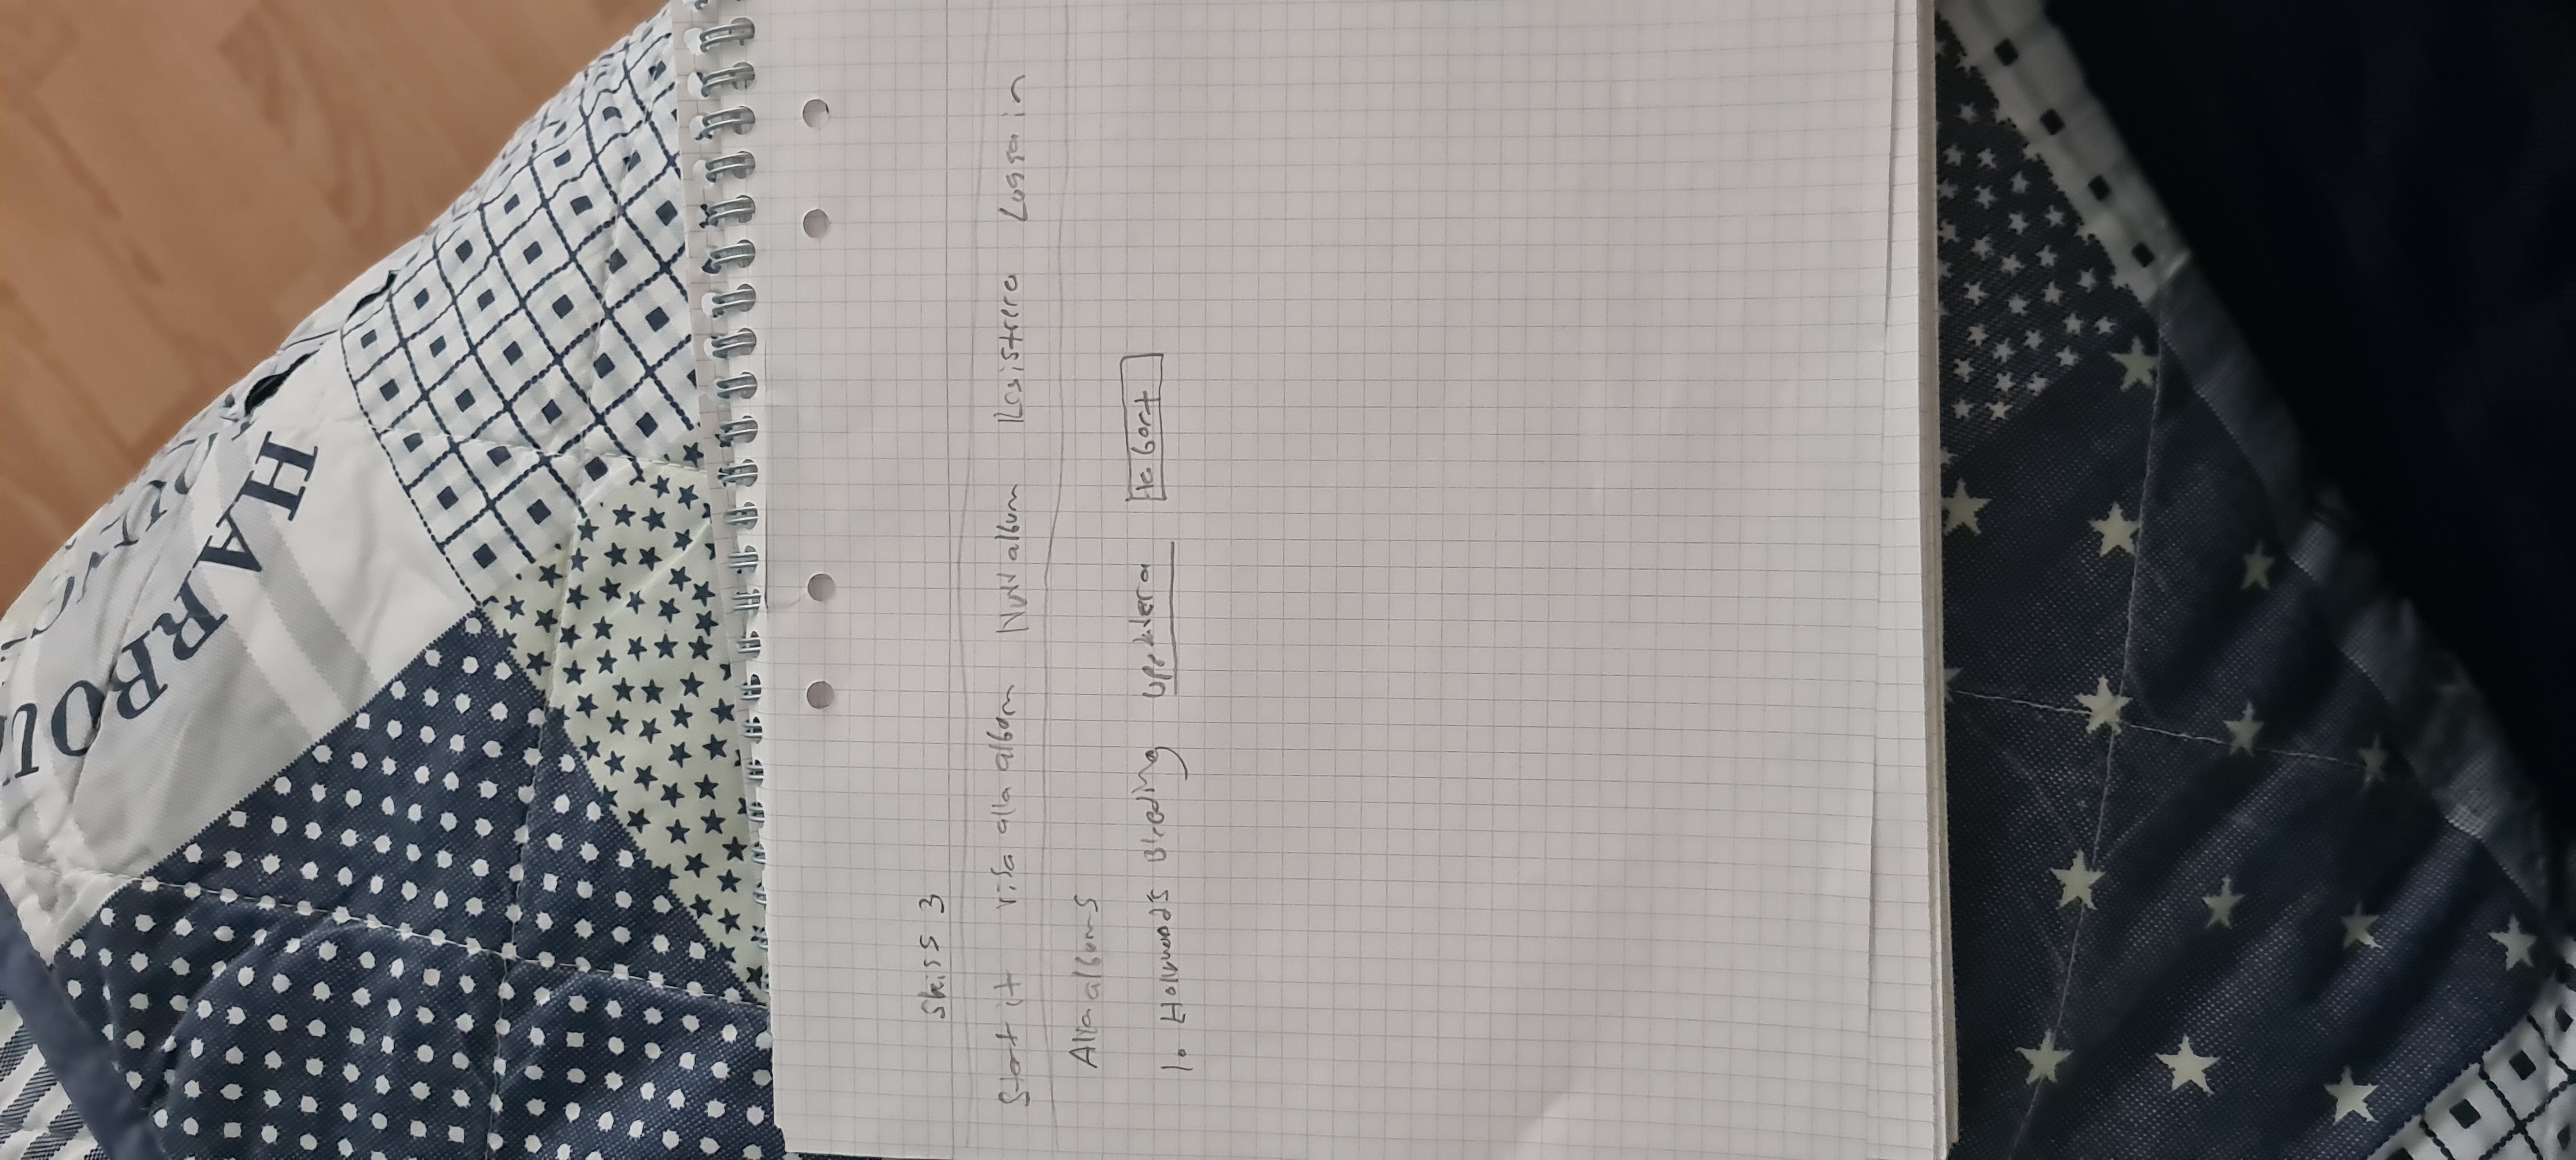 HARBOU
Skiss 3
Start it visa alla album Nytt album Registrera Logga in
Alla albums
1. Hollywood's Bleeding uppdatera Ta bort